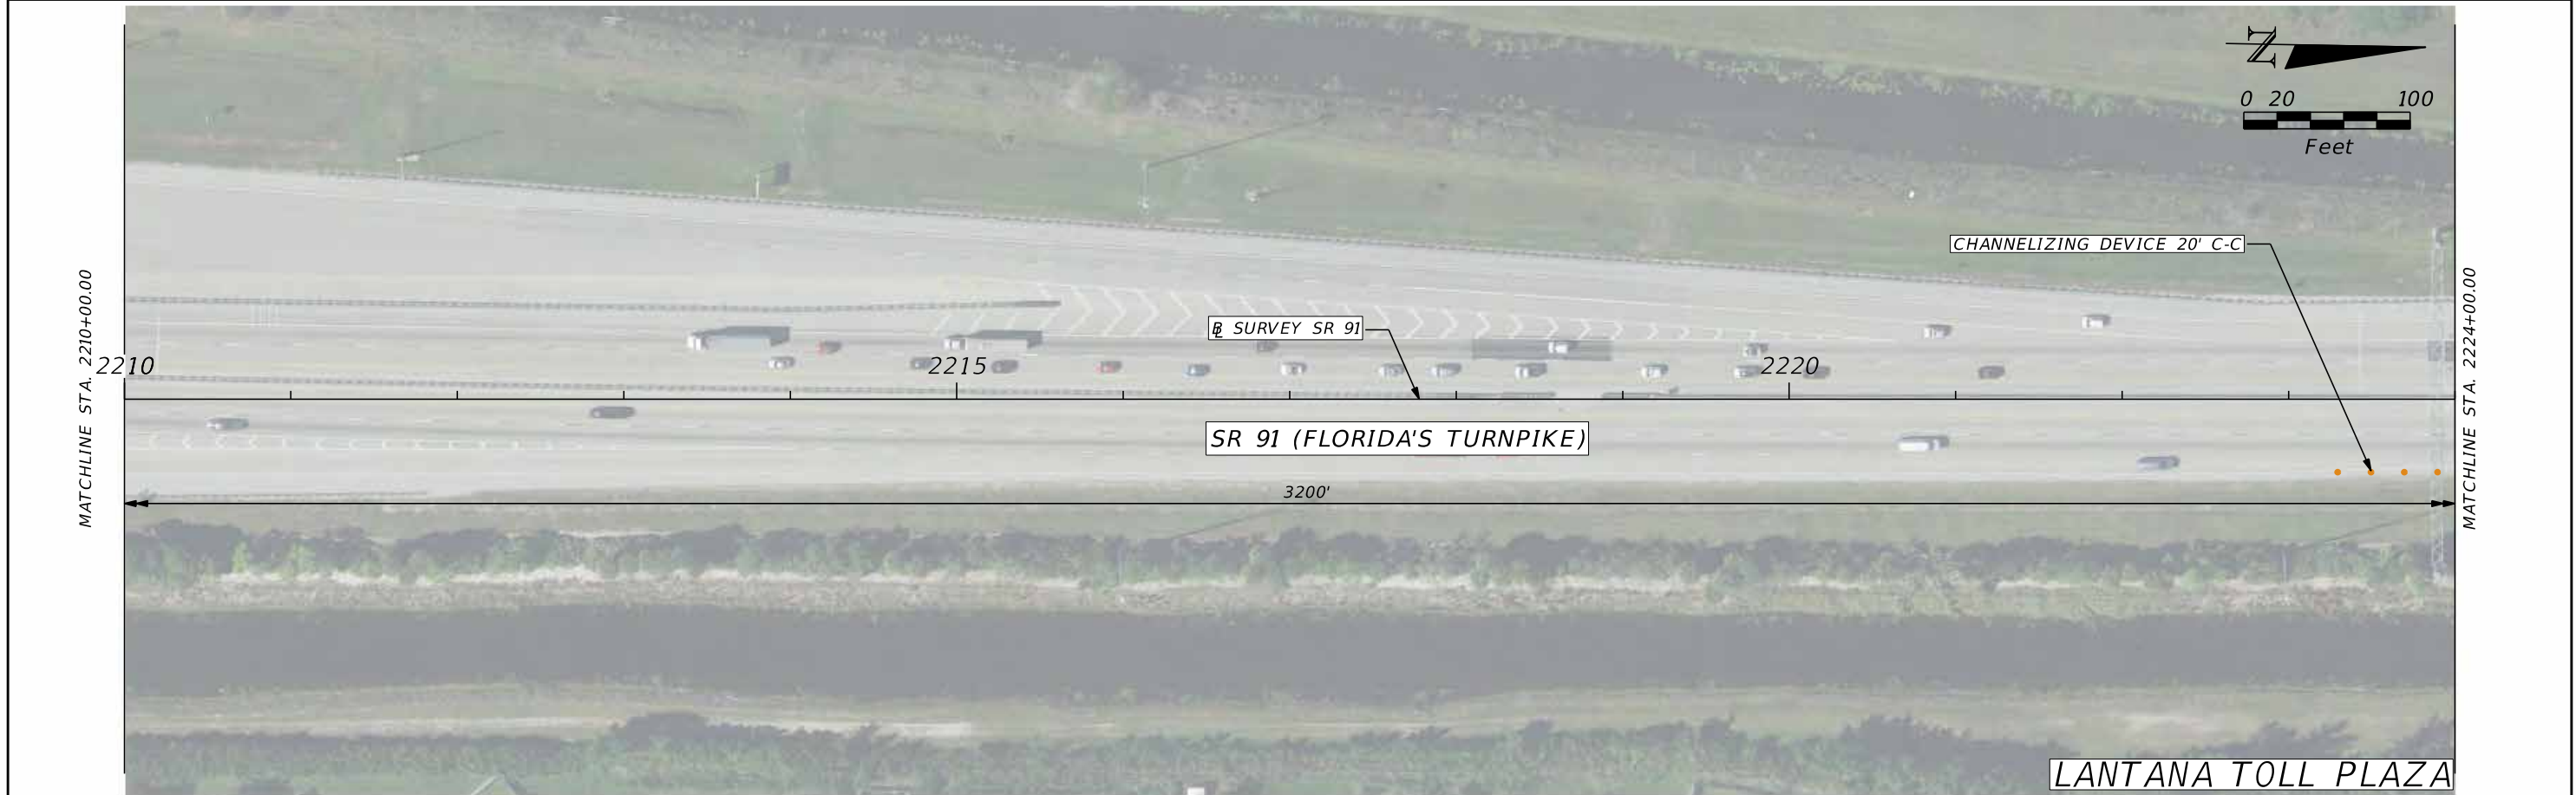 N
0 20 100
Feet
CHANNELIZING DEVICE 20' C-C
MATCHLINE STA. 2210+00.00
MATCHLINE STA. 2224+00.00
BL SURVEY SR 91
2210 2215 2220
SR 91 (FLORIDA'S TURNPIKE)
3200'
LANTANA TOLL PLAZA